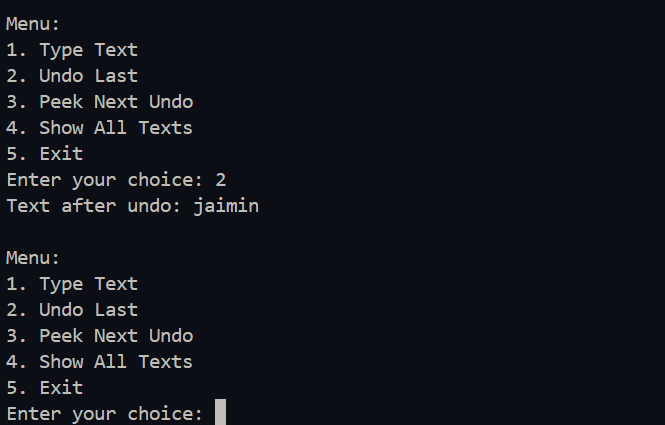 Menu:
1. Type Text
2. Undo Last
3. Peek Next Undo
4. Show All Texts
5. Exit
Enter your choice: 2
Text after undo: jaimin

Menu:
1. Type Text
2. Undo Last
3. Peek Next Undo
4. Show All Texts
5. Exit
Enter your choice: